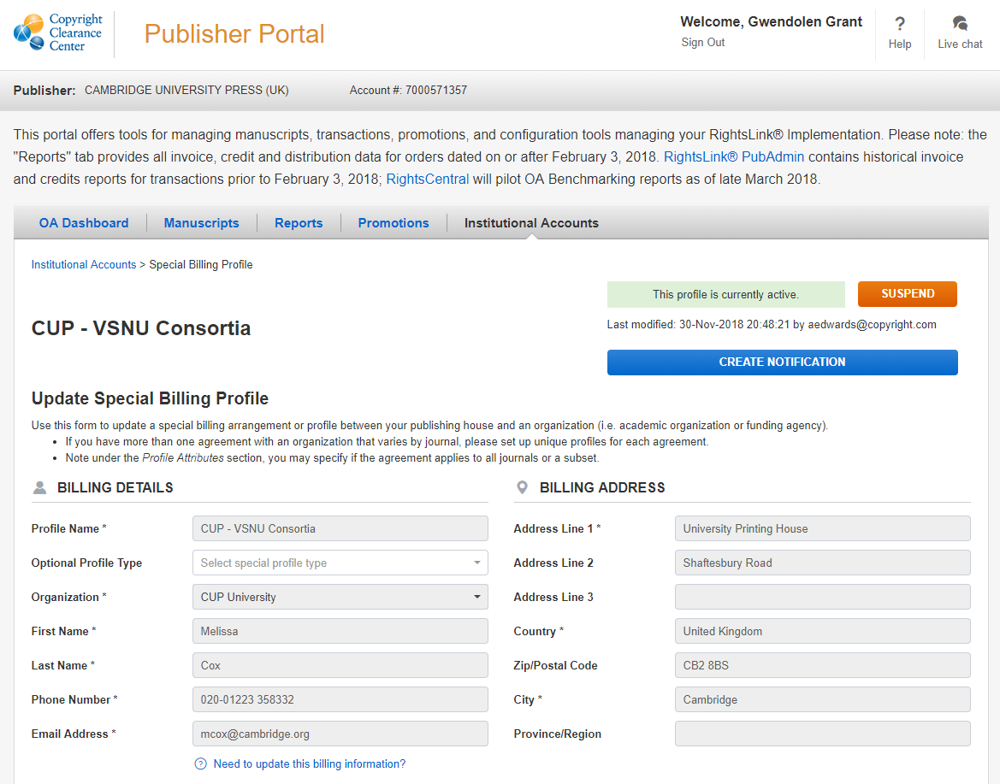 Copyright
Clearance
Center
Publisher Portal
Welcome, Gwendolen Grant
Sign Out
?
Help
Live chat
Publisher: CAMBRIDGE UNIVERSITY PRESS (UK) Account #: 7000571357
This portal offers tools for managing manuscripts, transactions, promotions, and configuration tools managing your RightsLink® Implementation. Please note: the
"Reports" tab provides all invoice, credit and distribution data for orders dated on or after February 3, 2018. RightsLink® PubAdmin contains historical invoice
and credits reports for transactions prior to February 3, 2018; RightsCentral will pilot OA Benchmarking reports as of late March 2018.
OA Dashboard Manuscripts Reports Promotions Institutional Accounts
Institutional Accounts > Special Billing Profile
This profile is currently active. SUSPEND
CUP - VSNU Consortia
Last modified: 30-Nov-2018 20:48:21 by aedwards@copyright.com
CREATE NOTIFICATION
Update Special Billing Profile
Use this form to update a special billing arrangement or profile between your publishing house and an organization (i.e. academic organization or funding agency).
• If you have more than one agreement with an organization that varies by journal, please set up unique profiles for each agreement.
• Note under the Profile Attributes section, you may specify if the agreement applies to all journals or a subset.
BILLING DETAILS
Profile Name * CUP - VSNU Consortia
Optional Profile Type Select special profile type
Organization * CUP University
First Name * Melissa
Last Name * Cox
Phone Number * 020-01223 358332
Email Address * mcox@cambridge.org
? Need to update this billing information?
BILLING ADDRESS
Address Line 1 * University Printing House
Address Line 2 Shaftesbury Road
Address Line 3
Country * United Kingdom
Zip/Postal Code CB2 8BS
City * Cambridge
Province/Region